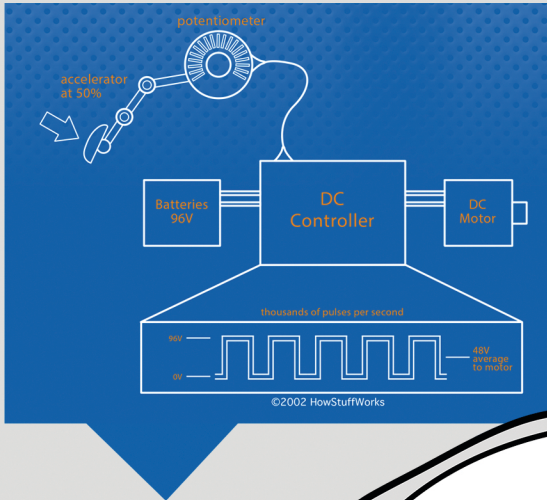 potentiometer
accelerator
at 50%
Batteries
96V
DC
Controller
DC
Motor
thousands of pulses per second
96V
0V
48V
average
to motor
©2002 HowStuffWorks